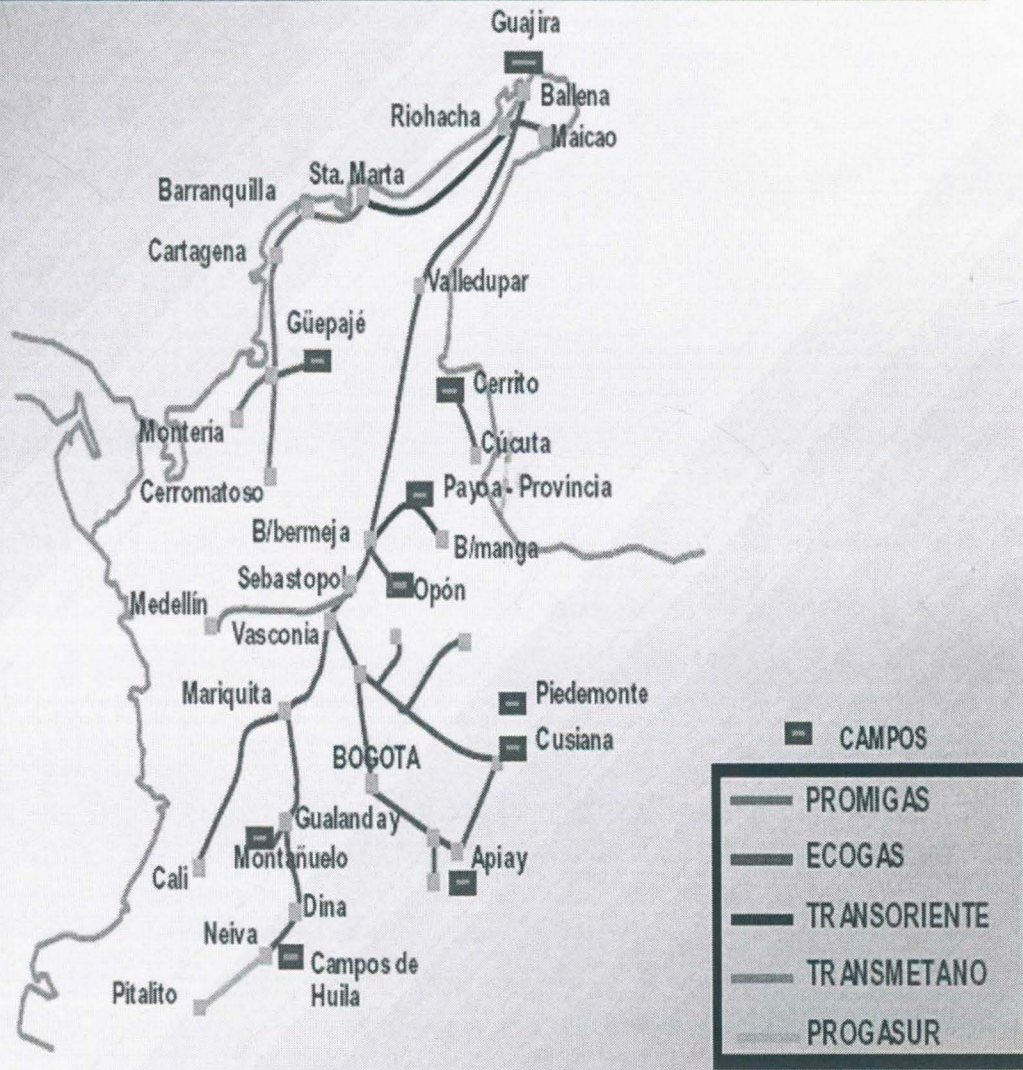 Guajira
Ballena
Riohacha
Maicao
Sta. Marta
Barranquilla
Cartagena
Valledupar
Güepajé
Cerrito
Montería
Cúcuta
Cerromatoso
Payoa - Provincia
B/bermeja
B/manga
Sebastopol
Opón
Medellín
Vasconia
Mariquita
Piedemonte
Cusiana
CAMPOS
BOGOTA
PROMIGAS
Gualanday
Montañuelo
ECOGAS
Apiay
Cali
Dina
TRANSORIENTE
Neiva
Campos de
Huila
TRANSMETANO
Pitalito
PROGASUR